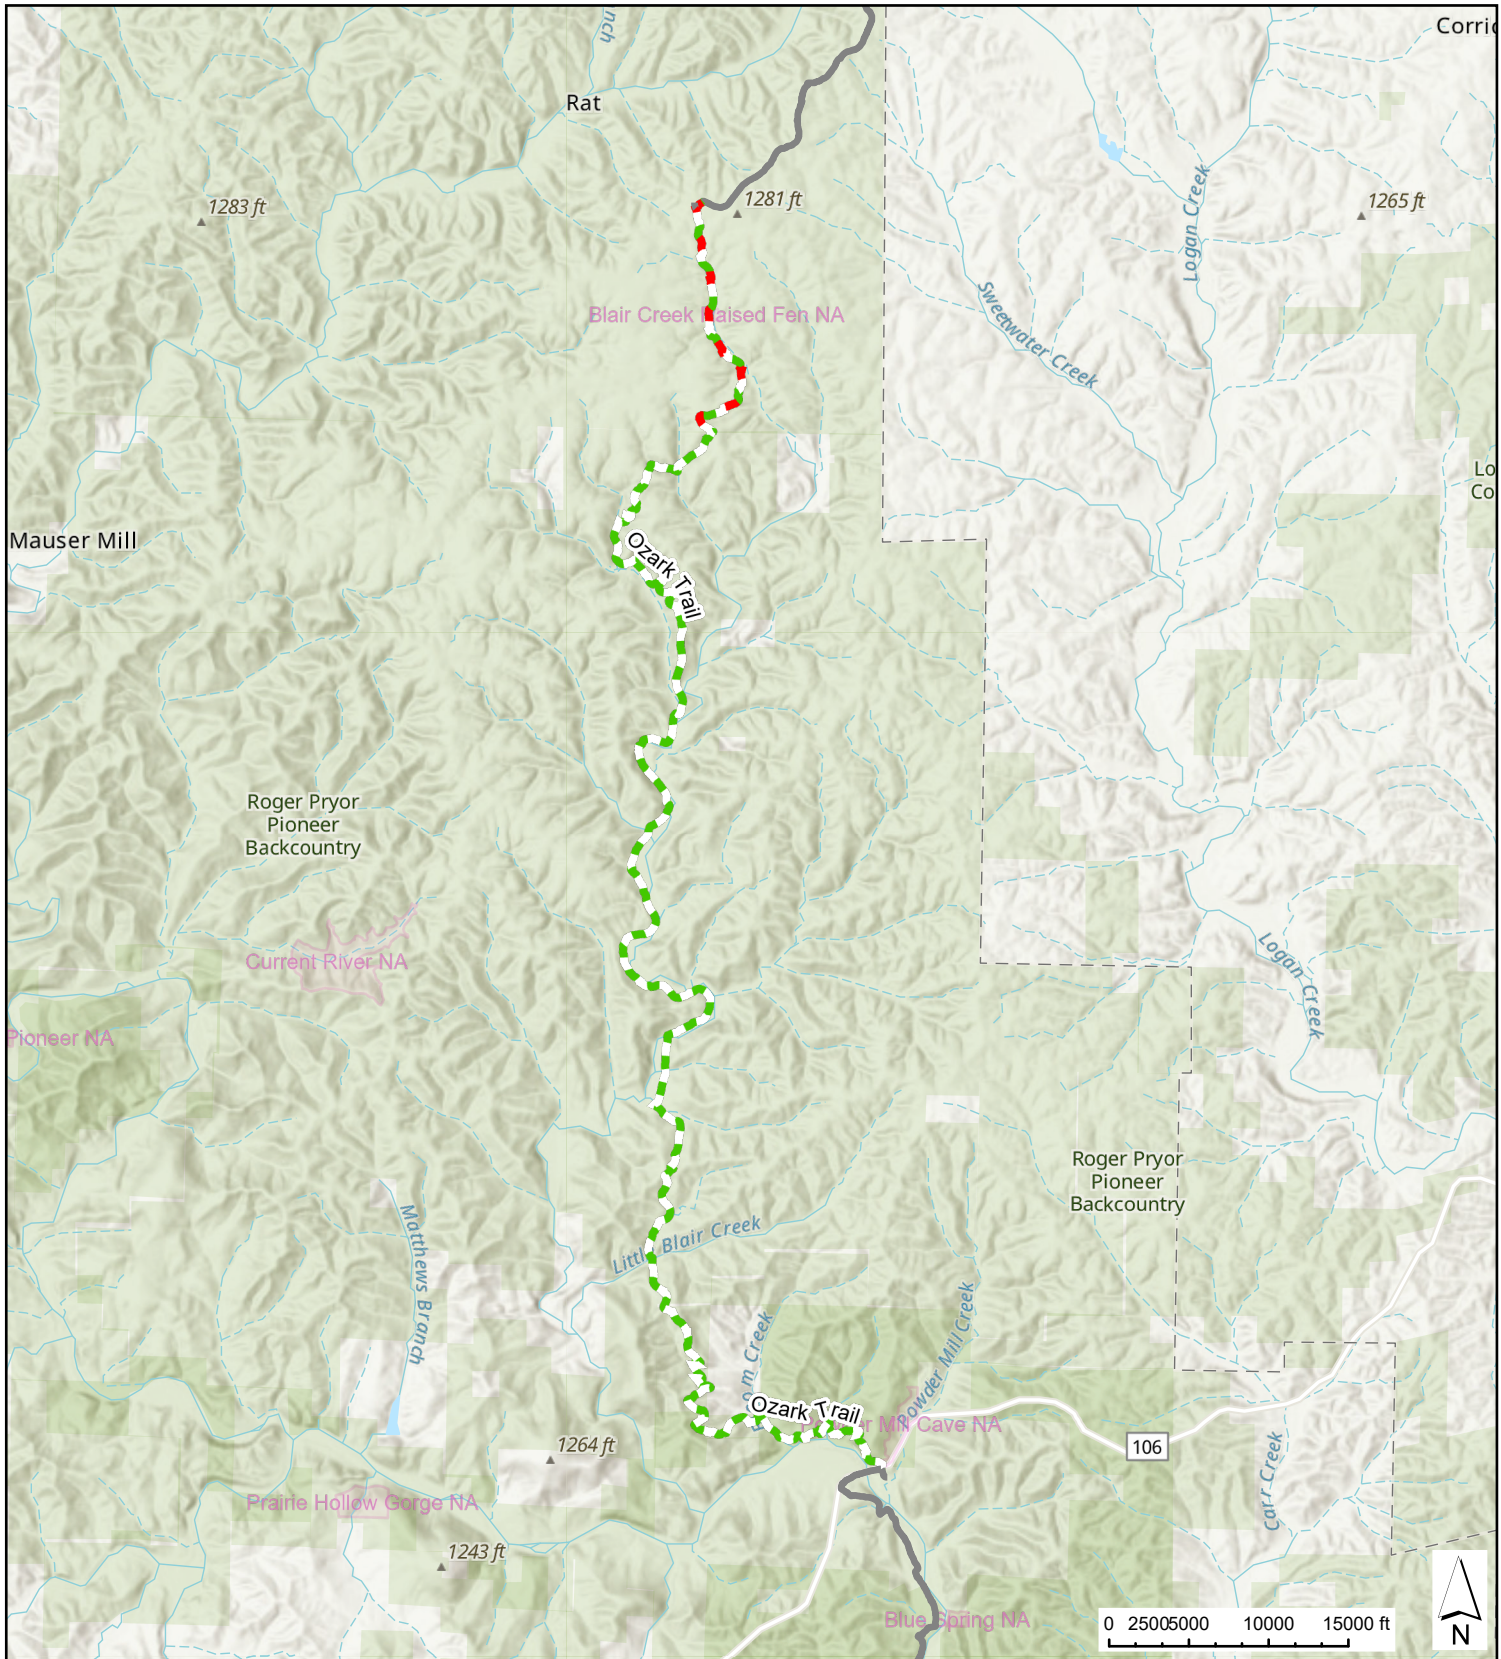 nch
Corric
Rat
1283 ft
1281 ft
1265 ft
Logan Creek
Sweetwater Creek
Blair Creek Raised Fen NA
Lo
Co
Mauser Mill
Ozark Trail
Roger Pryor
Pioneer
Backcountry
Current River NA
Logan Creek
Pioneer NA
Roger Pryor
Pioneer
Backcountry
Matthews Branch
Little Blair Creek
Powder Mill Creek
m Creek
Ozark Trail
Mill Cave NA
106
1264 ft
Carr Creek
Prairie Hollow Gorge NA
1243 ft
Blue Spring NA
0 2500 5000 10000 15000 ft
N